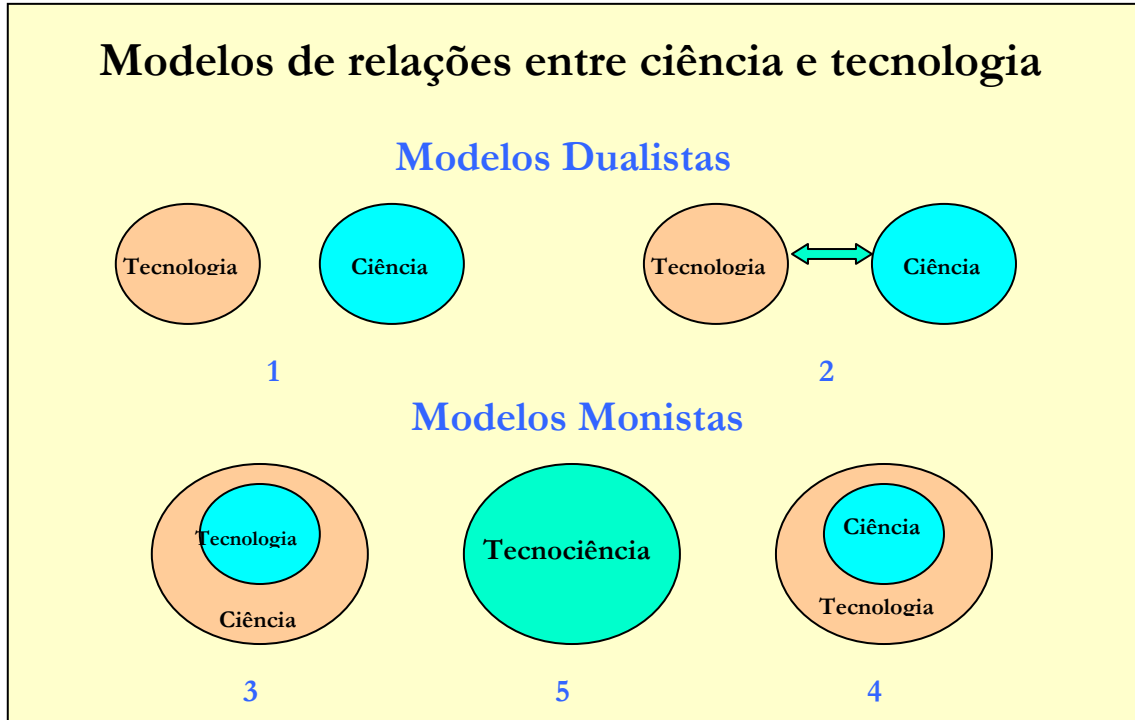 Modelos de relações entre ciência e tecnologia
Modelos Dualistas
Tecnologia
Ciência
Tecnologia
Ciência
1
2
Modelos Monistas
Tecnologia
Ciência
Tecnociência
Ciência
Tecnologia
3
5
4